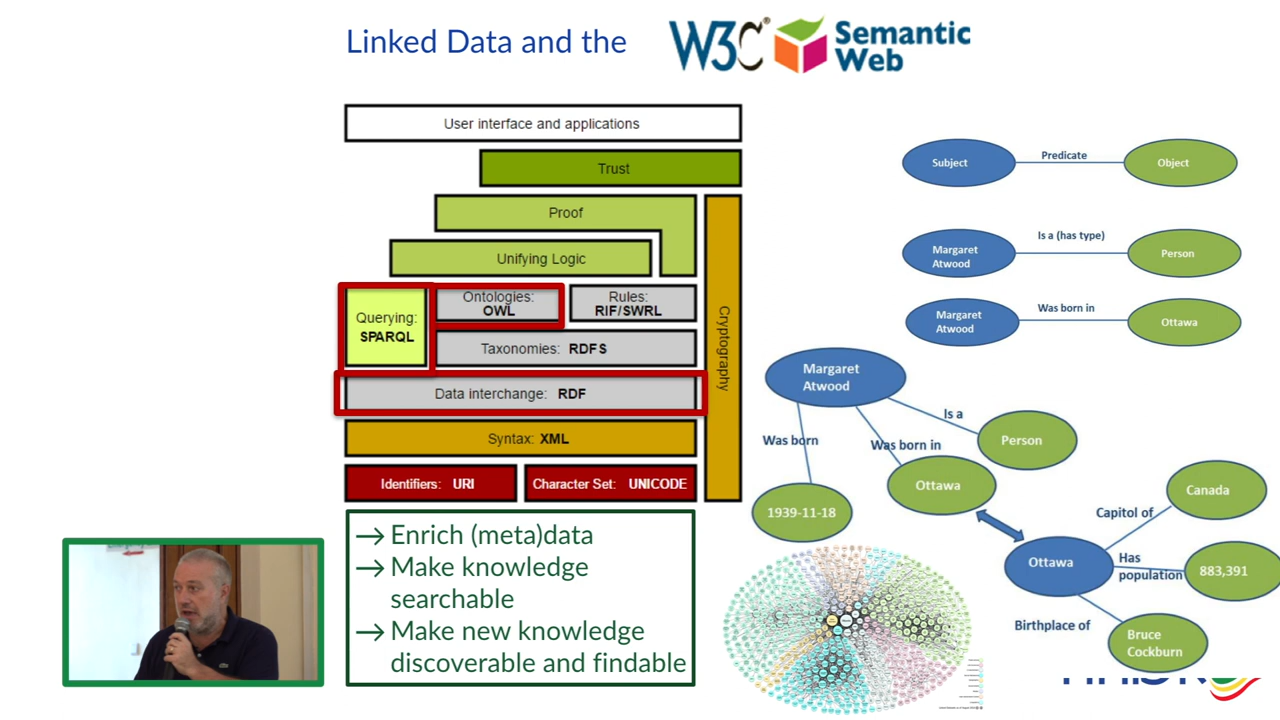 Linked Data and the
W3C® Semantic
Web
User interface and applications
Trust
Proof
Unifying Logic
Querying:
SPARQL
Ontologies:
OWL
Rules:
RIF/SWRL
Taxonomies: RDFS
Data interchange: RDF
Syntax: XML
Identifiers: URI
Character Set: UNICODE
Cryptography
→ Enrich (meta)data
→ Make knowledge
searchable
→ Make new knowledge
discoverable and findable
Subject
Predicate
Object
Margaret
Atwood
Is a (has type)
Person
Margaret
Atwood
Was born in
Ottawa
Margaret
Atwood
Is a
Person
Was born
Was born in
Ottawa
1939-11-18
Canada
Capitol of
Ottawa
Has
population
883,391
Birthplace of
Bruce
Cockburn